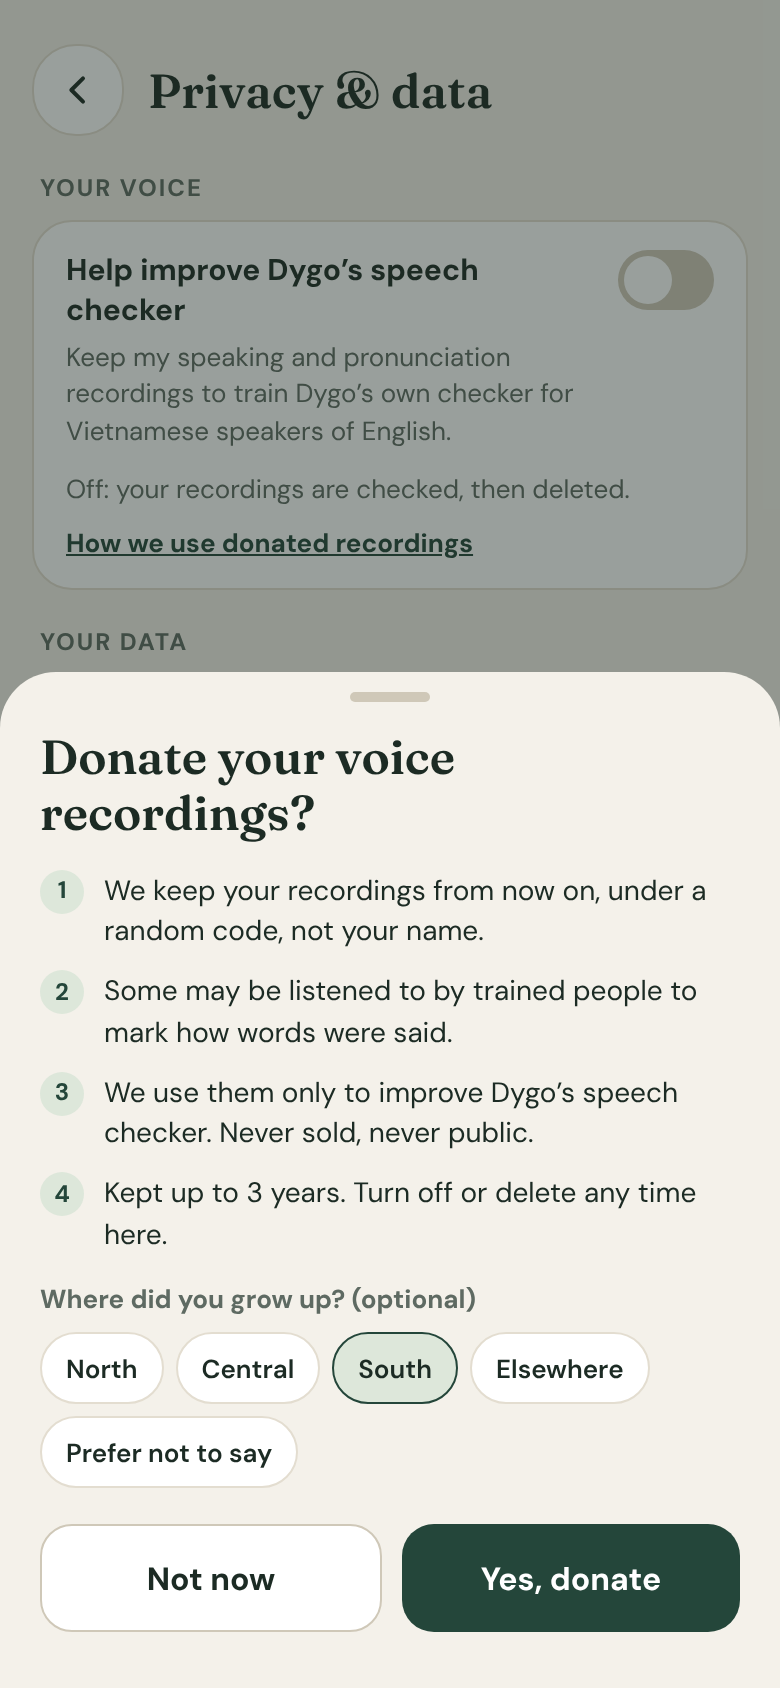 Privacy & data
YOUR VOICE
Help improve Dygo’s speech
checker
Keep my speaking and pronunciation
recordings to train Dygo’s own checker for
Vietnamese speakers of English.
Off: your recordings are checked, then deleted.
How we use donated recordings
YOUR DATA
Donate your voice
recordings?
1 We keep your recordings from now on, under a
random code, not your name.
2 Some may be listened to by trained people to
mark how words were said.
3 We use them only to improve Dygo’s speech
checker. Never sold, never public.
4 Kept up to 3 years. Turn off or delete any time
here.
Where did you grow up? (optional)
North Central South Elsewhere
Prefer not to say
Not now Yes, donate